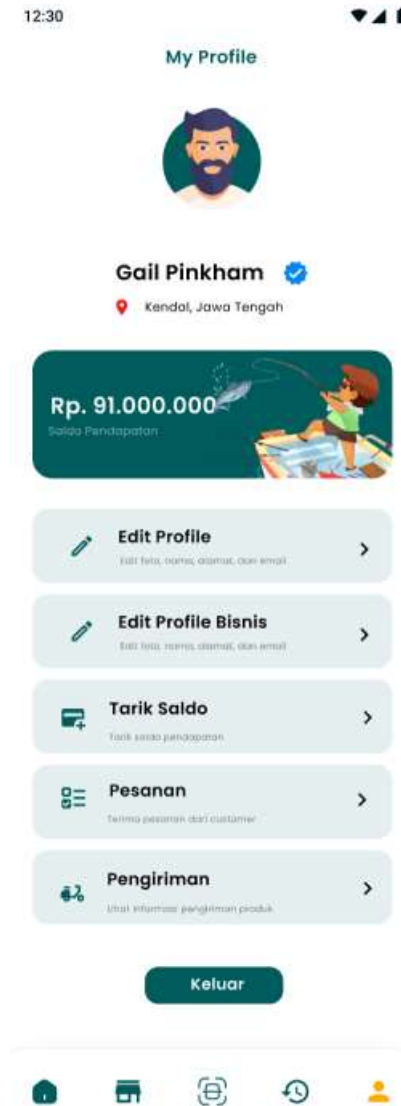 12:30
My Profile
Gail Pinkham
Kendal, Jawa Tengah
Rp. 91.000.000
Saldo Pendapatan
Edit Profile
Edit foto, nama, alamat, dan email
Edit Profile Bisnis
Edit foto, nama, alamat, dan email
Tarik Saldo
Tarik saldo pendapatan
Pesanan
Terima pesanan dari customer
Pengiriman
Lihat informasi pengiriman produk
Keluar